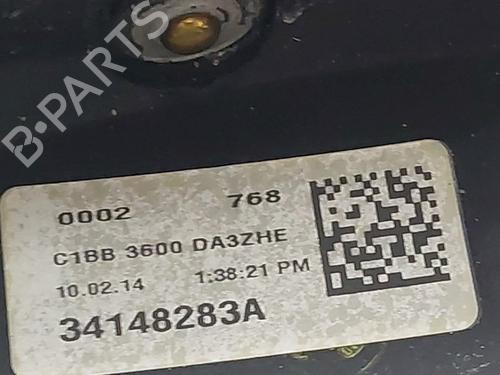 B-PARTS
0002 768
C1BB 3600 DA3ZHE
10.02.14 1:38:21 PM
34148283A